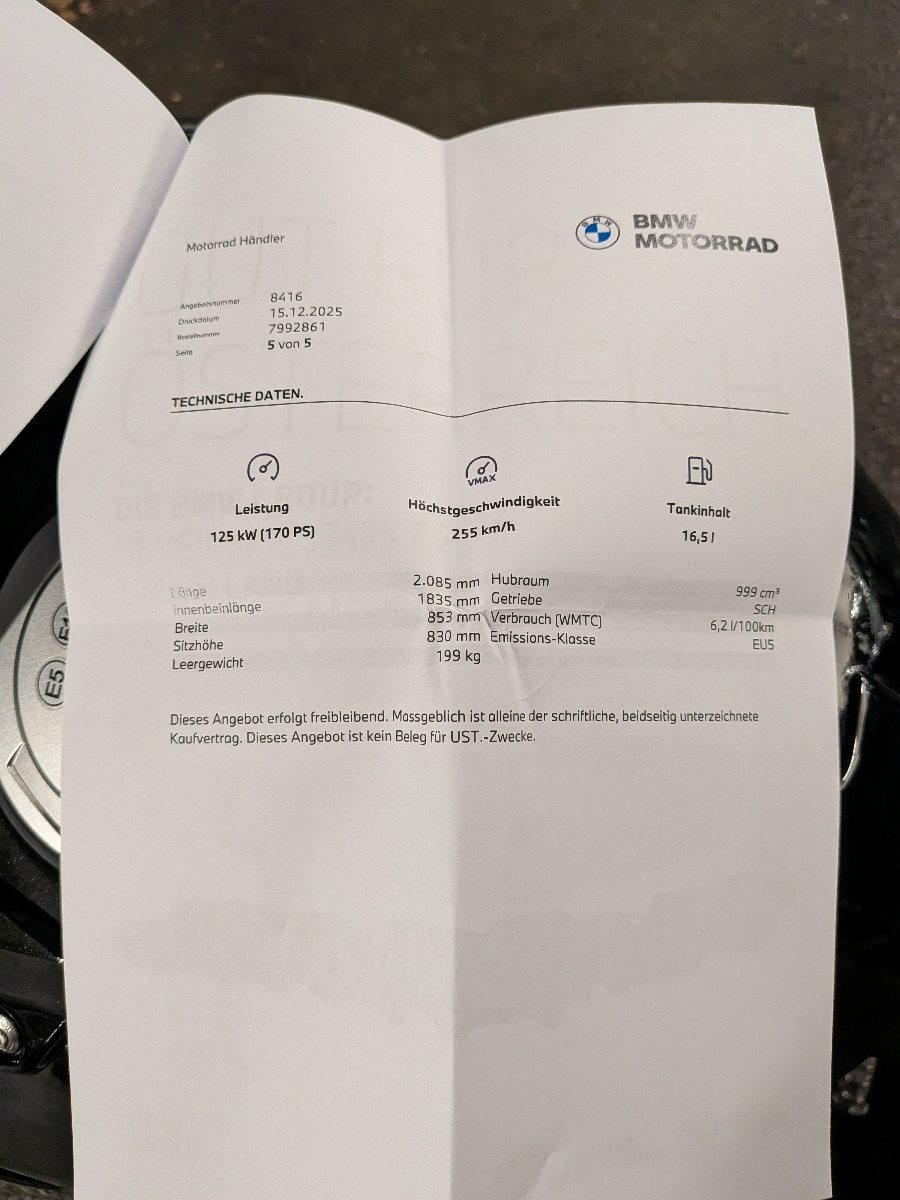 Motorrad Händler
BMW
BMW
MOTORRAD
Angebotsnummer 8416
Druckdatum 15.12.2025
Bestellnummer 7992861
Seite 5 von 5
TECHNISCHE DATEN.
VMAX
Leistung
125 kW (170 PS)
Höchstgeschwindigkeit
255 km/h
Tankinhalt
16,5 l
Länge 2.085 mm
Innenbeinlänge 1835 mm
Breite 853 mm
Sitzhöhe 830 mm
Leergewicht 199 kg
Hubraum 999 cm³
Getriebe SCH
Verbrauch (WMTC) 6,2 l/100km
Emissions-Klasse EU5
Dieses Angebot erfolgt freibleibend. Massgeblich ist alleine der schriftliche, beidseitig unterzeichnete
Kaufvertrag. Dieses Angebot ist kein Beleg für UST.-Zwecke.
E5